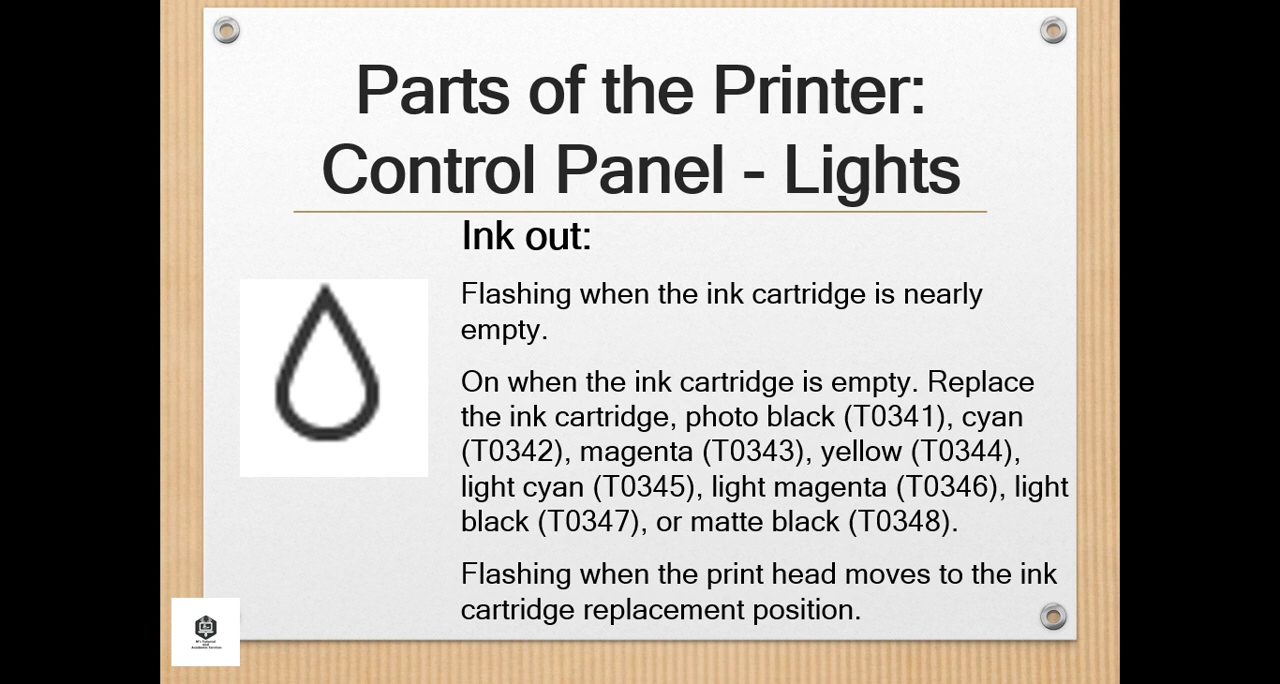 Parts of the Printer:
Control Panel - Lights
Ink out:
Flashing when the ink cartridge is nearly
empty.
On when the ink cartridge is empty. Replace
the ink cartridge, photo black (T0341), cyan
(T0342), magenta (T0343), yellow (T0344),
light cyan (T0345), light magenta (T0346), light
black (T0347), or matte black (T0348).
Flashing when the print head moves to the ink
cartridge replacement position.